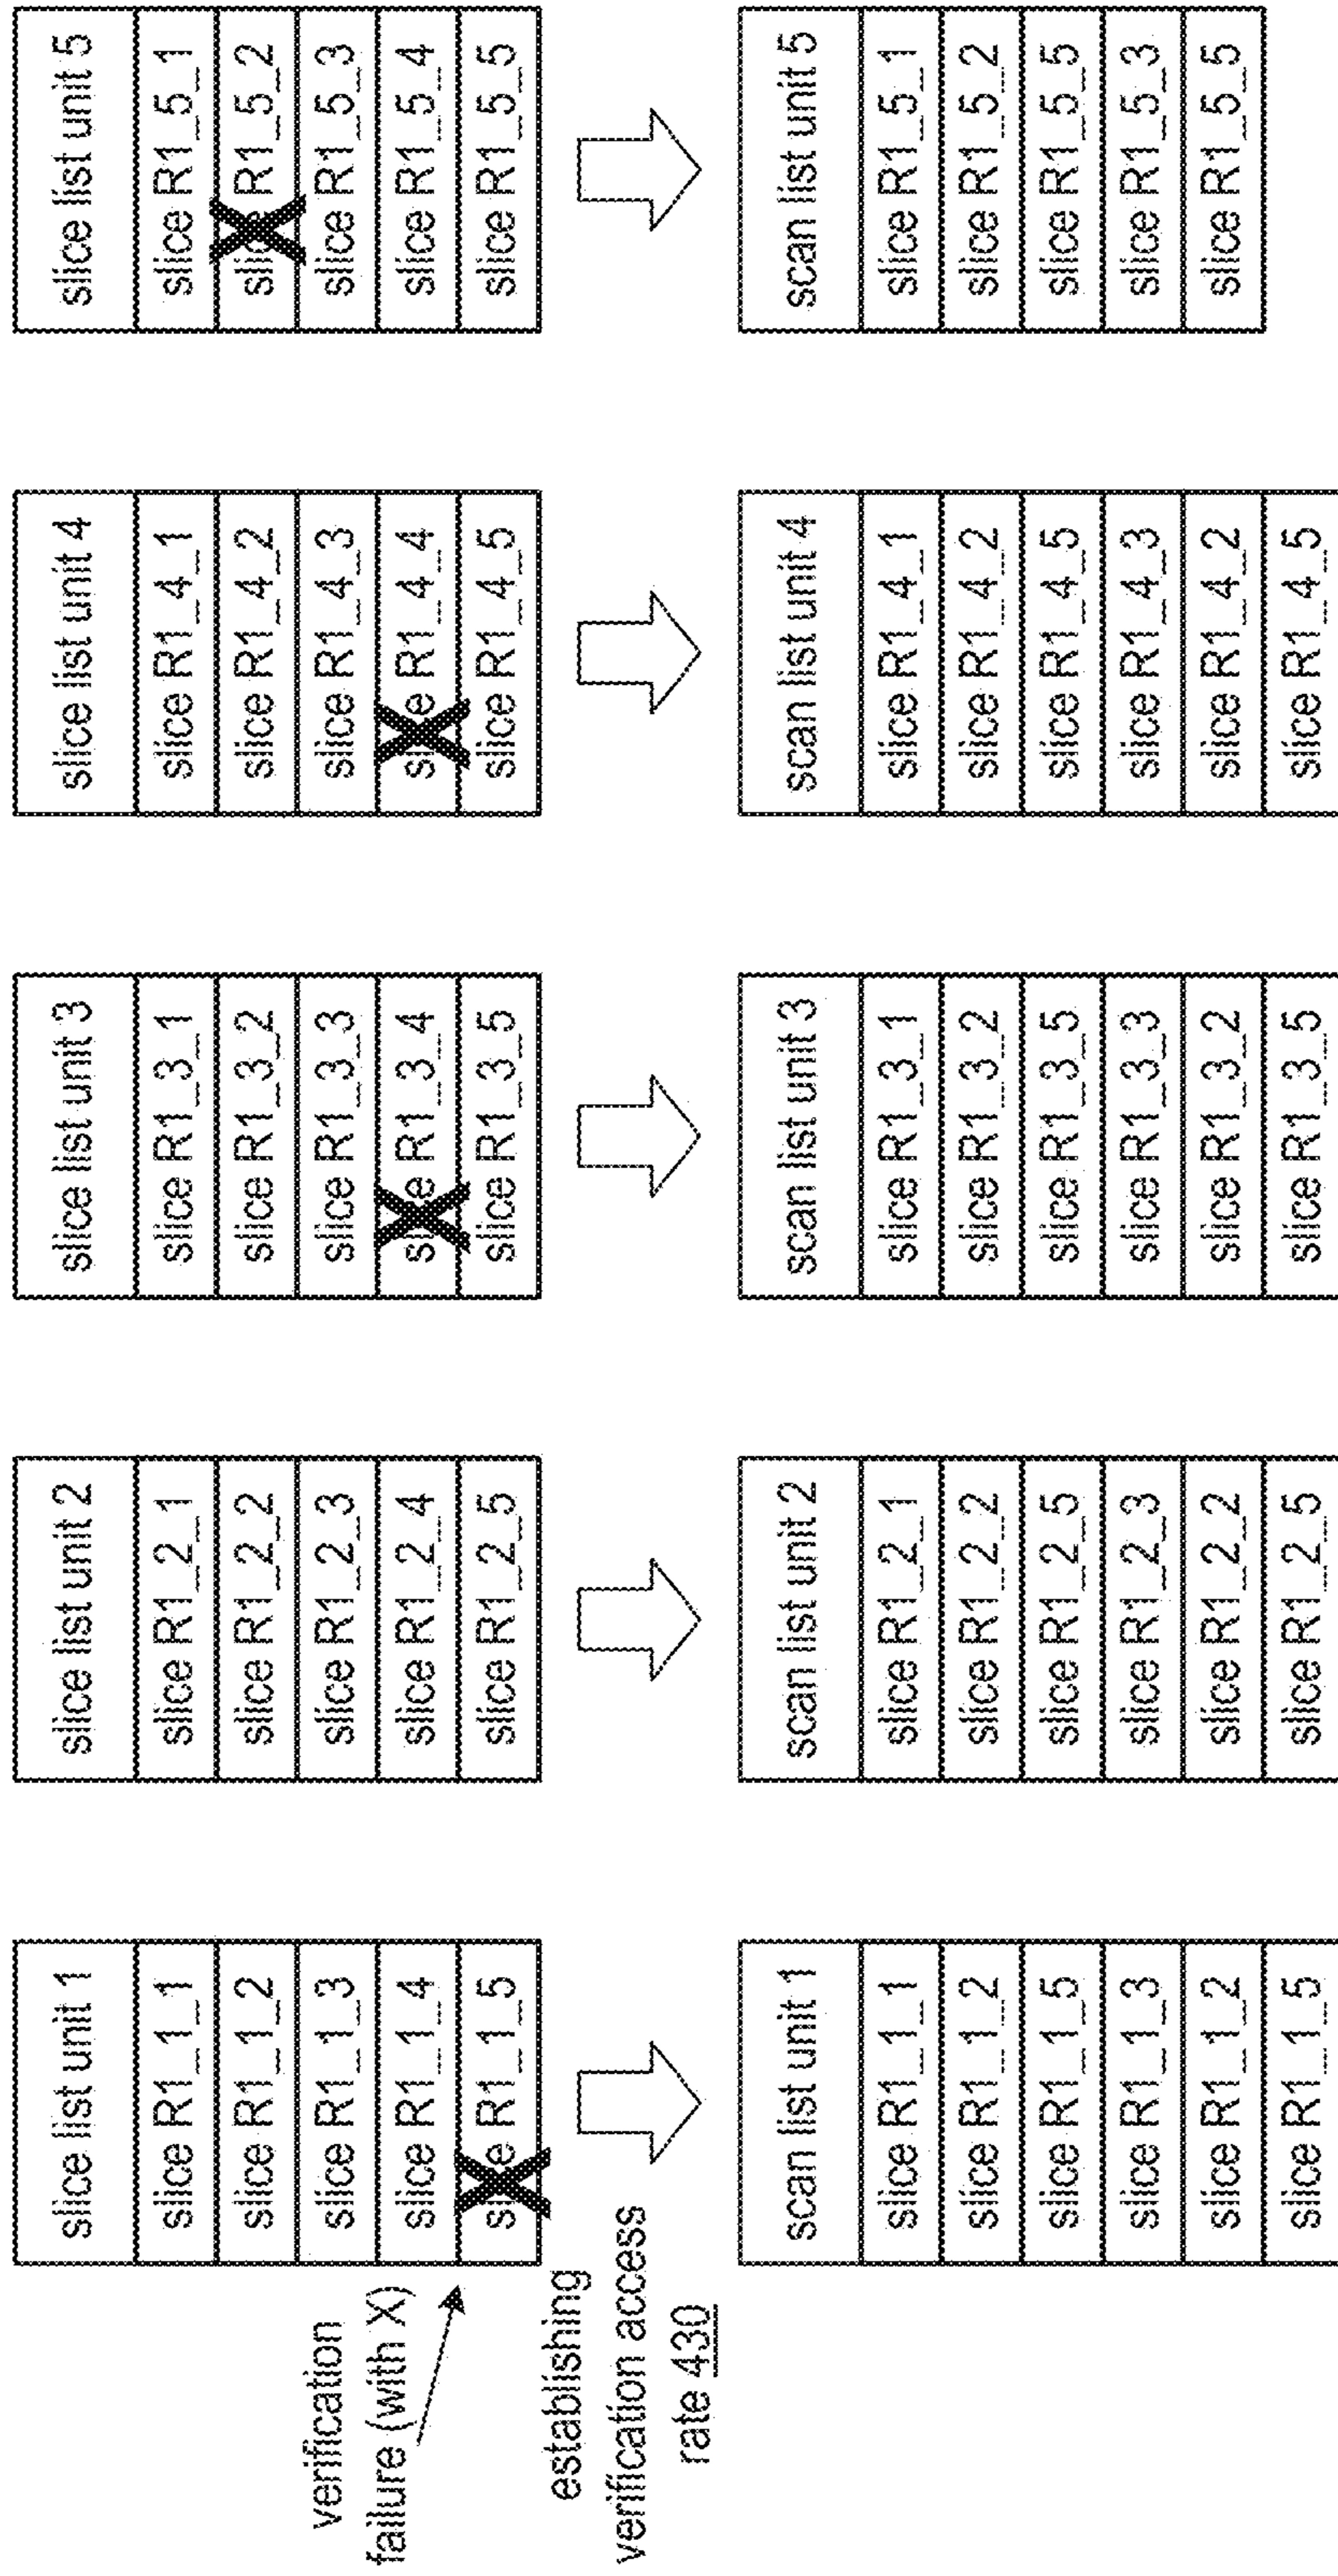 verification
failure (with X)
establishing
verification access
rate 430
slice list unit 1
slice R1_1_1
slice R1_1_2
slice R1_1_3
slice R1_1_4
slice R1_1_5
slice list unit 2
slice R1_2_1
slice R1_2_2
slice R1_2_3
slice R1_2_4
slice R1_2_5
slice list unit 3
slice R1_3_1
slice R1_3_2
slice R1_3_3
slice R1_3_4
slice R1_3_5
slice list unit 4
slice R1_4_1
slice R1_4_2
slice R1_4_3
slice R1_4_4
slice R1_4_5
slice list unit 5
slice R1_5_1
slice R1_5_2
slice R1_5_3
slice R1_5_4
slice R1_5_5
scan list unit 1
slice R1_1_1
slice R1_1_2
slice R1_1_5
slice R1_1_3
slice R1_1_2
slice R1_1_5
scan list unit 2
slice R1_2_1
slice R1_2_2
slice R1_2_5
slice R1_2_3
slice R1_2_2
slice R1_2_5
scan list unit 3
slice R1_3_1
slice R1_3_2
slice R1_3_5
slice R1_3_3
slice R1_3_2
slice R1_3_5
scan list unit 4
slice R1_4_1
slice R1_4_2
slice R1_4_5
slice R1_4_3
slice R1_4_2
slice R1_4_5
scan list unit 5
slice R1_5_1
slice R1_5_2
slice R1_5_5
slice R1_5_3
slice R1_5_5